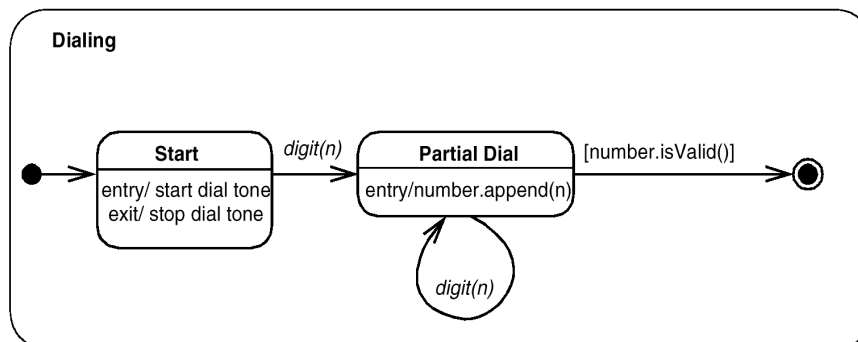 Dialing
Start
entry/ start dial tone
exit/ stop dial tone
digit(n)
Partial Dial
entry/number.append(n)
digit(n)
[number.isValid()]